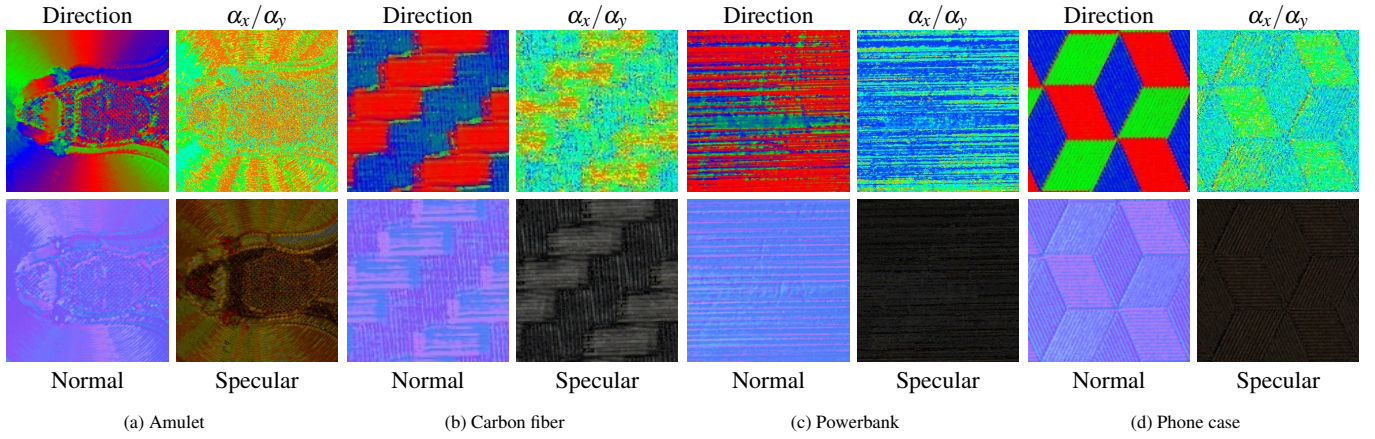 Direction αx/αy Direction αx/αy Direction αx/αy Direction αx/αy
Normal Specular Normal Specular Normal Specular Normal Specular
(a) Amulet (b) Carbon fiber (c) Powerbank (d) Phone case